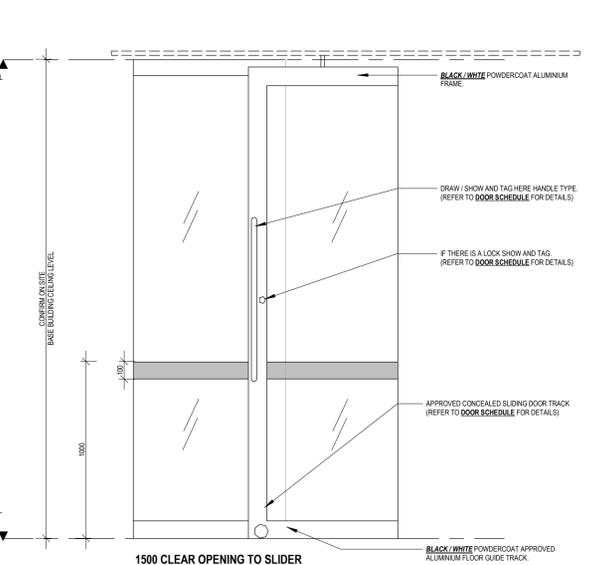 BLACK / WHTE POWDERCOAT ALUMINIUM
FRAME.
DRAW / SHOW AND TAG HERE HANDLE TYPE.
(REFER TO DOOR SCHEDULE FOR DETAILS)
IF THERE IS A LOCK SHOW AND TAG.
(REFER TO DOOR SCHEDULE FOR DETAILS)
CONFIRM ON SITE
BASE BUILDING CEILING LEVEL
100
1000
APPROVED CONCEALED SLIDING DOOR TRACK
(REFER TO DOOR SCHEDULE FOR DETAILS)
BLACK / WHITE POWDERCOAT APPROVED
ALUMINIUM FLOOR GUIDE TRACK.
1500 CLEAR OPENING TO SLIDER